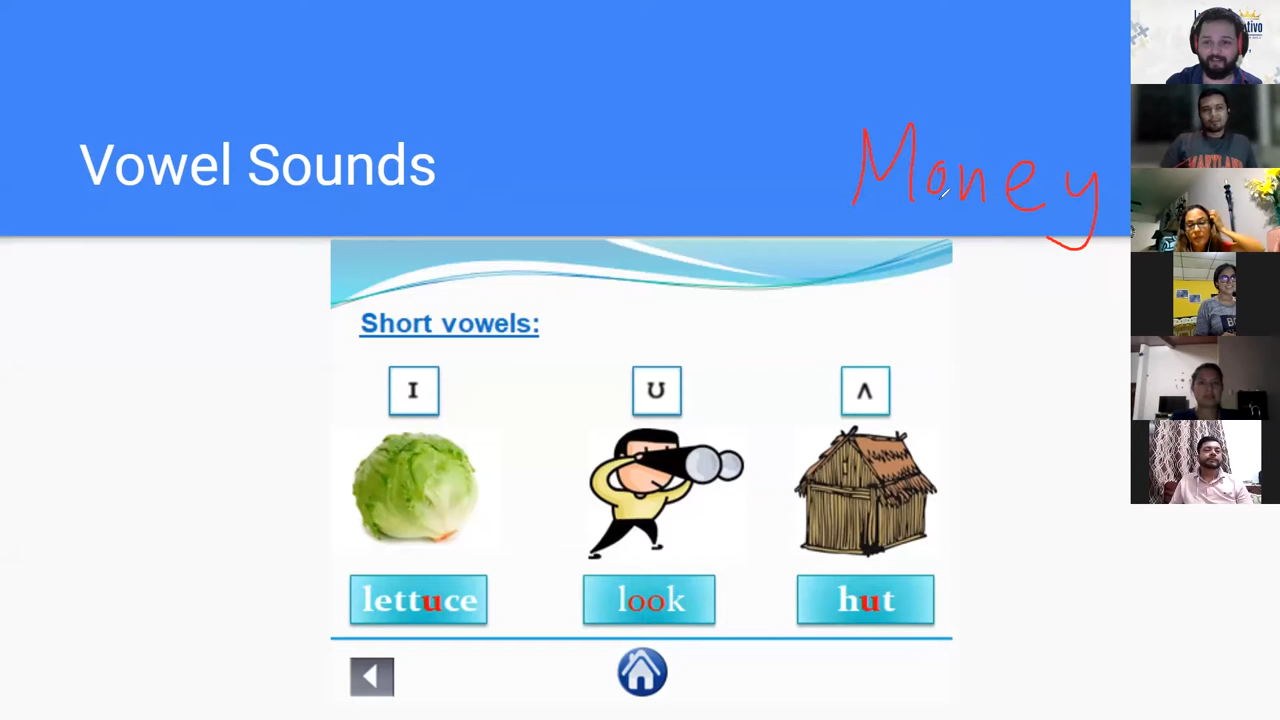 Vowel Sounds
Money
Short vowels:
ɪ ʊ ʌ
lettuce look hut